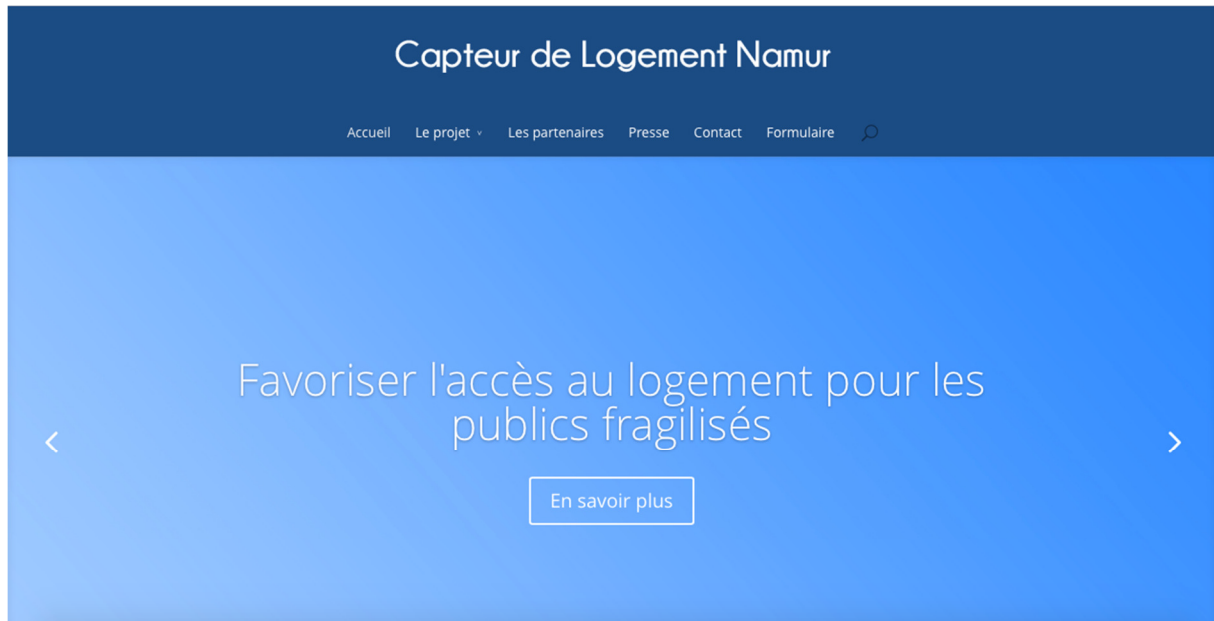 Capteur de Logement Namur
Accueil Le projet Les partenaires Presse Contact Formulaire
Favoriser l'accès au logement pour les
publics fragilisés
En savoir plus